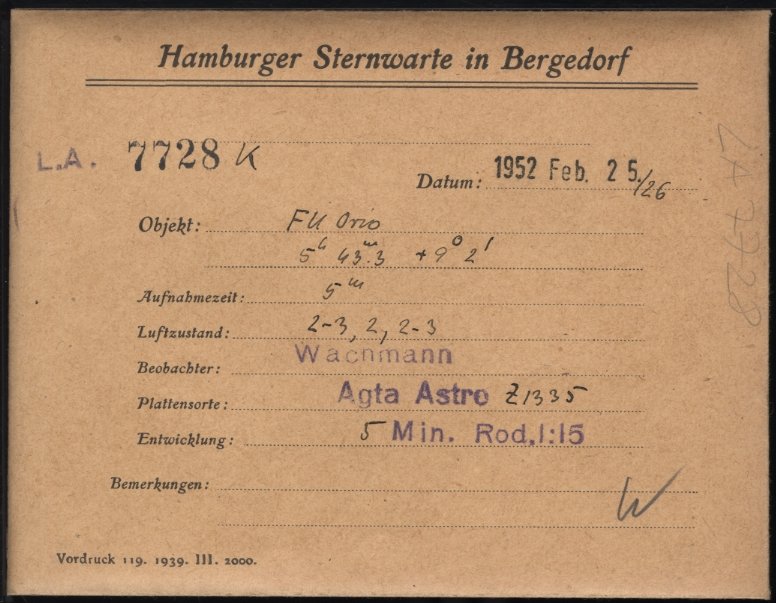 Hamburger Sternwarte in Bergedorf
L.A. 7728 K
Datum: 1952 Feb. 25./26
Objekt: FU Orio
5h 43m.3 +9° 2'
Aufnahmezeit: 5m
Luftzustand: 2-3, 2, 2-3
Beobachter: Wachmann
Plattensorte: Agfa Astro Z1335
Entwicklung: 5 Min. Rod.1:15
Bemerkungen:
W
Vordruck 119. 1939. III. 2000.
LA 7728